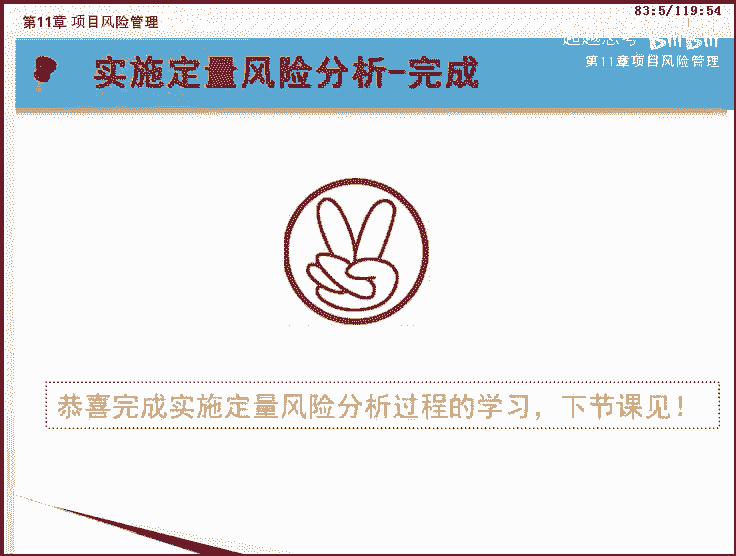 第11章 项目风险管理
83:5/119:54
第11章项目风险管理
实施定量风险分析-完成
恭喜完成实施定量风险分析过程的学习，下节课见！